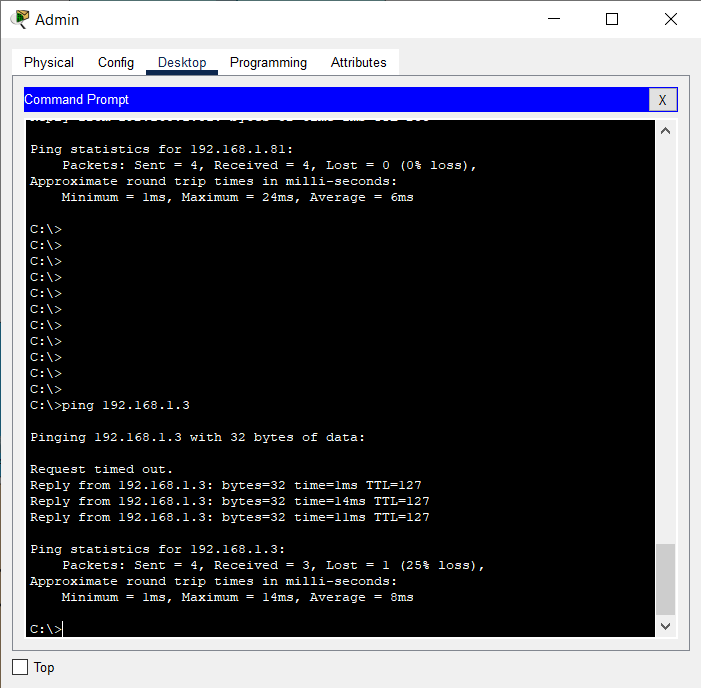 Admin
Physical Config Desktop Programming Attributes
Command Prompt X
Ping statistics for 192.168.1.81:
Packets: Sent = 4, Received = 4, Lost = 0 (0% loss),
Approximate round trip times in milli-seconds:
Minimum = 1ms, Maximum = 24ms, Average = 6ms
C:\>
C:\>
C:\>
C:\>
C:\>
C:\>
C:\>
C:\>
C:\>
C:\>
C:\>
C:\>ping 192.168.1.3
Pinging 192.168.1.3 with 32 bytes of data:
Request timed out.
Reply from 192.168.1.3: bytes=32 time=1ms TTL=127
Reply from 192.168.1.3: bytes=32 time=14ms TTL=127
Reply from 192.168.1.3: bytes=32 time=11ms TTL=127
Ping statistics for 192.168.1.3:
Packets: Sent = 4, Received = 3, Lost = 1 (25% loss),
Approximate round trip times in milli-seconds:
Minimum = 1ms, Maximum = 14ms, Average = 8ms
C:\>
Top